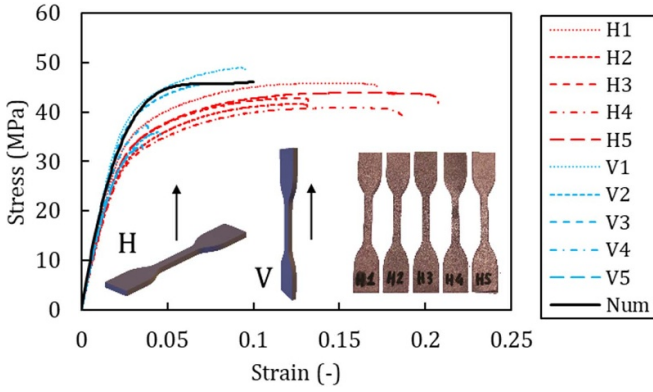 60
50
40
30
20
10
0
Stress (MPa)
H
V
H1 H2 H3 H4 H5
0 0.05 0.1 0.15 0.2 0.25
Strain (-)
H1
H2
H3
H4
H5
V1
V2
V3
V4
V5
Num